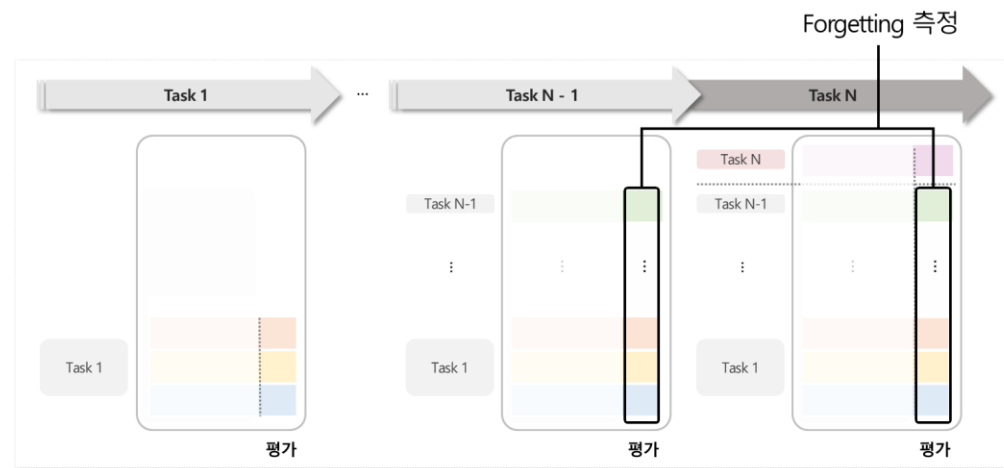 Forgetting 측정
Task 1
...
Task N - 1
Task N
Task N
Task N-1
Task N-1
⋮
⋮
⋮
⋮
⋮
⋮
Task 1
Task 1
Task 1
평가
평가
평가